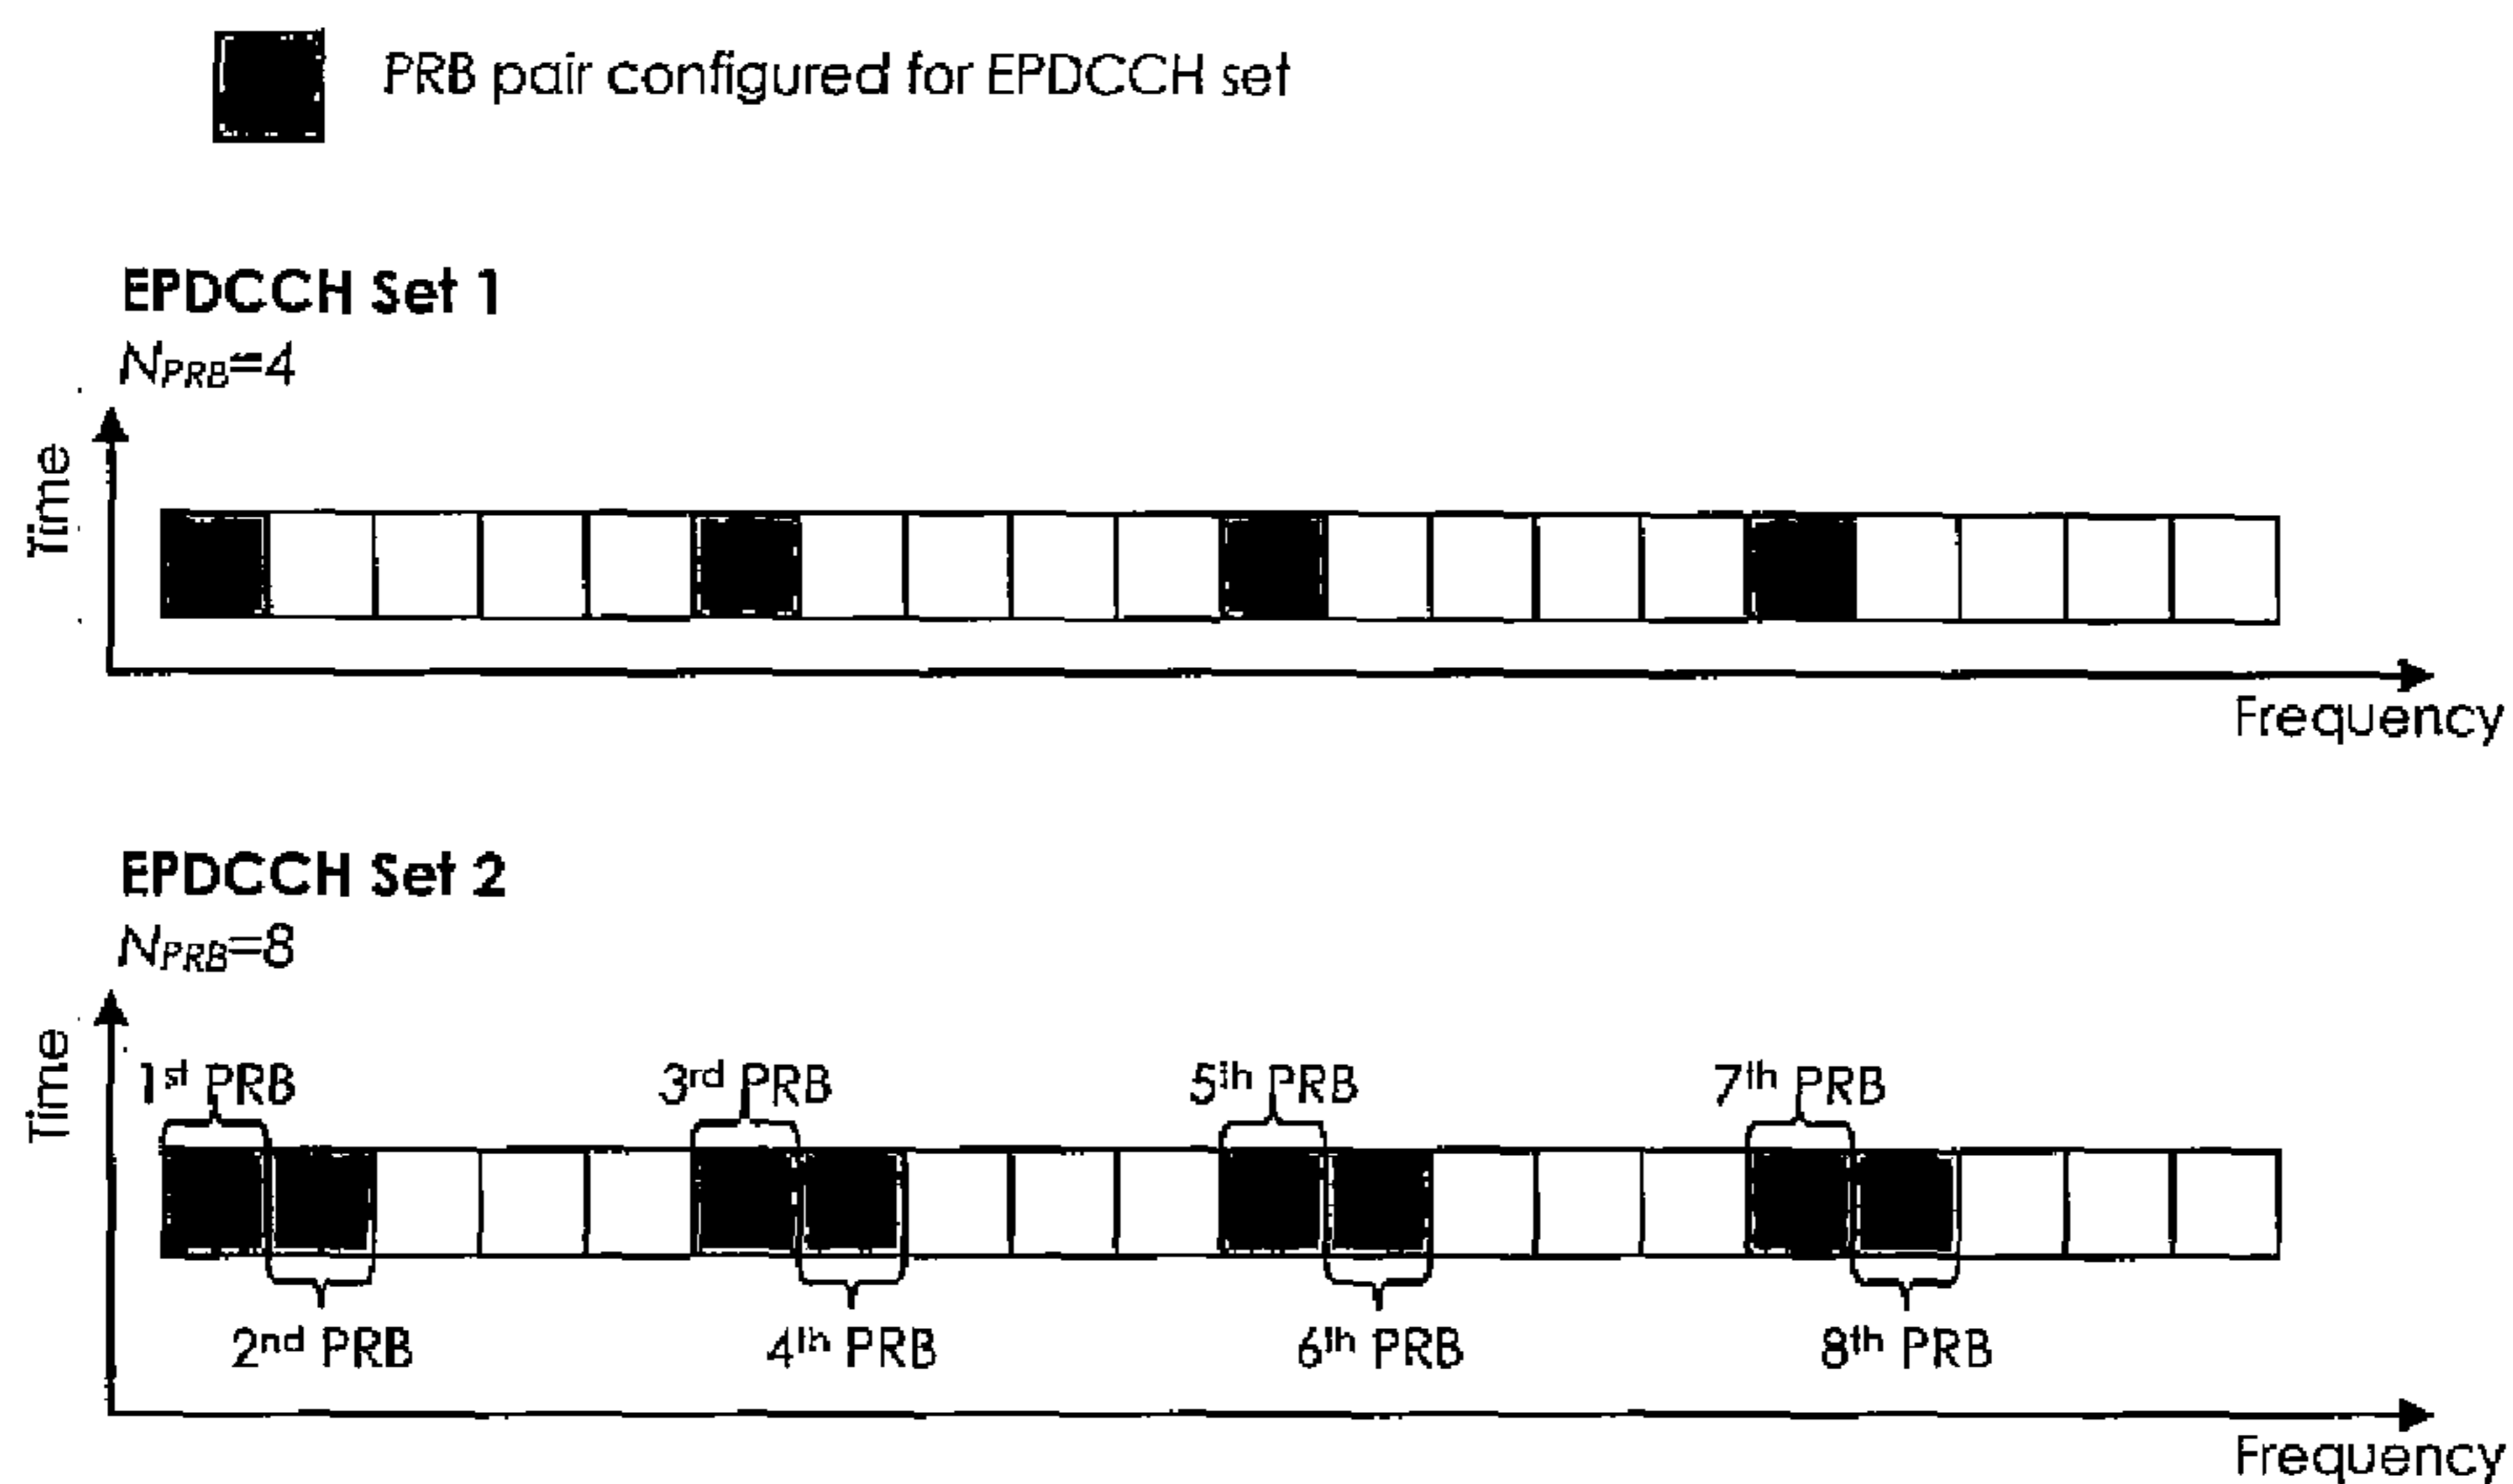 PRB pair configured for EPDCCH set
EPDCCH Set 1
NPRB=4
Time
Frequency
EPDCCH Set 2
NPRB=8
Time
1st PRB
3rd PRB
5th PRB
7th PRB
2nd PRB
4th PRB
6th PRB
8th PRB
Frequency